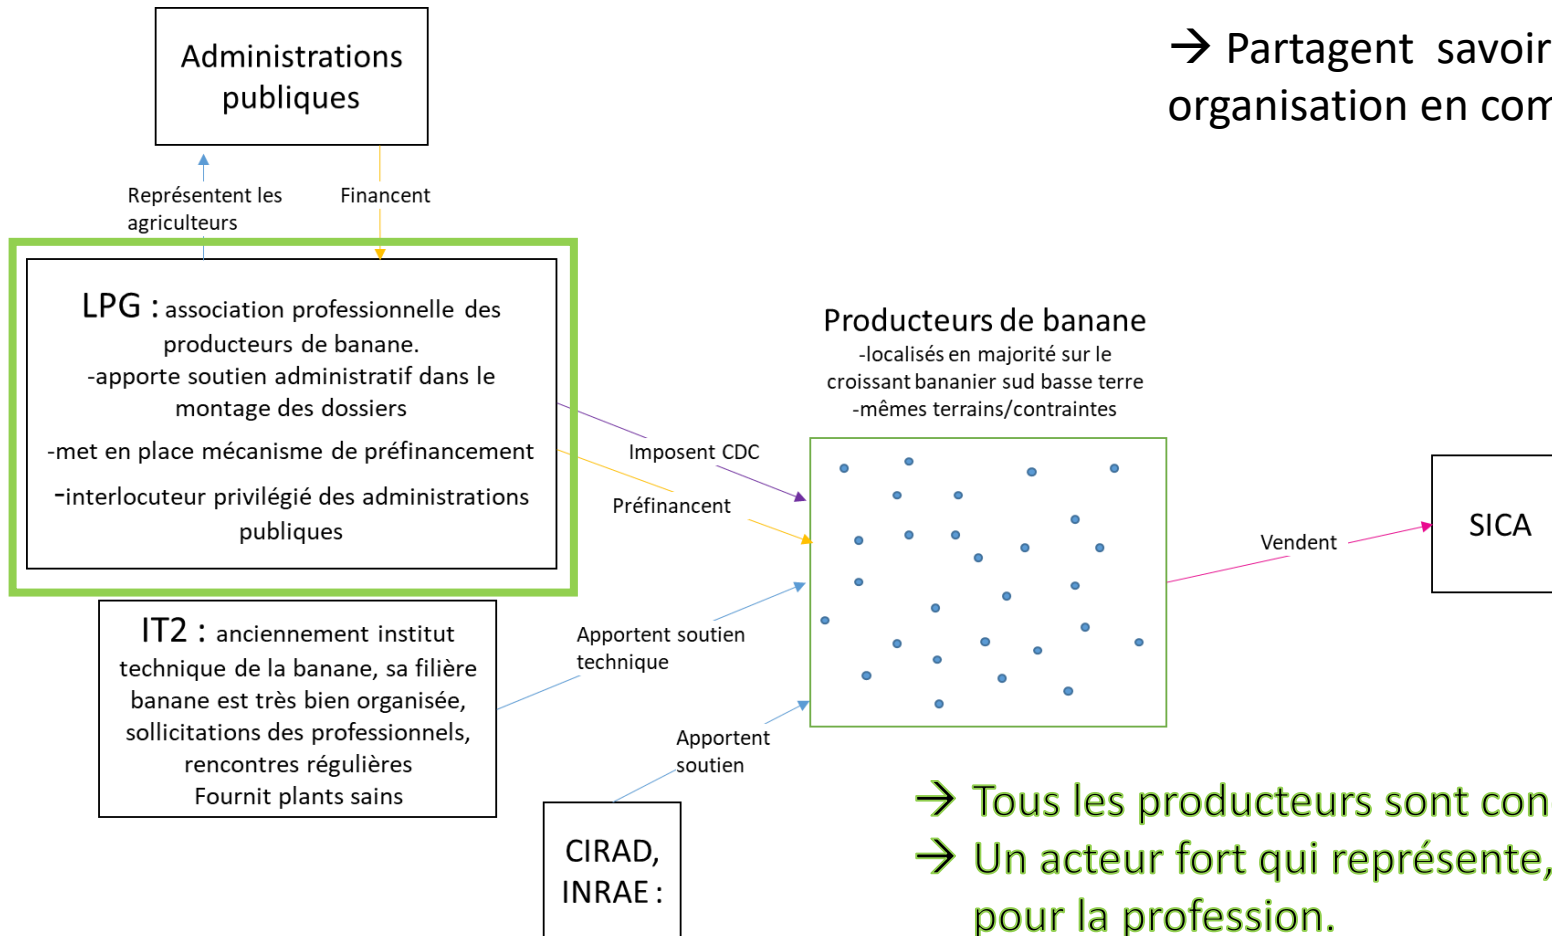 Administrations
publiques
→ Partagent savoir
organisation en com
Représentent les
agriculteurs
Financent
LPG : association professionnelle des
producteurs de banane.
-apporte soutien administratif dans le
montage des dossiers
-met en place mécanisme de préfinancement
-interlocuteur privilégié des administrations
publiques
Imposent CDC
Préfinancent
Producteurs de banane
-localisés en majorité sur le
croissant bananier sud basse terre
-mêmes terrains/contraintes
Vendent
SICA
IT2 : anciennement institut
technique de la banane, sa filière
banane est très bien organisée,
sollicitations des professionnels,
rencontres régulières
Fournit plants sains
Apportent soutien
technique
Apportent
soutien
CIRAD,
INRAE :
→ Tous les producteurs sont con
→ Un acteur fort qui représente,
pour la profession.